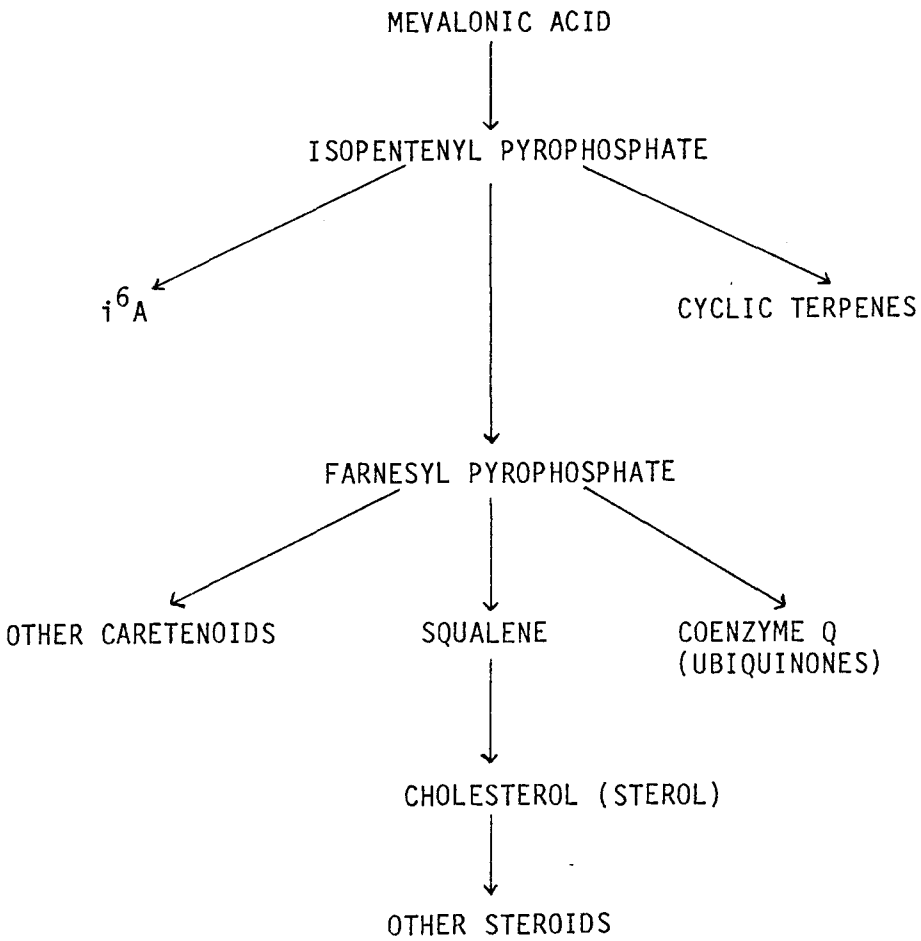 MEVALONIC ACID
ISOPENTENYL PYROPHOSPHATE
i⁶A
CYCLIC TERPENES
FARNESYL PYROPHOSPHATE
OTHER CARETENOIDS
SQUALENE
COENZYME Q
(UBIQUINONES)
CHOLESTEROL (STEROL)
OTHER STEROIDS